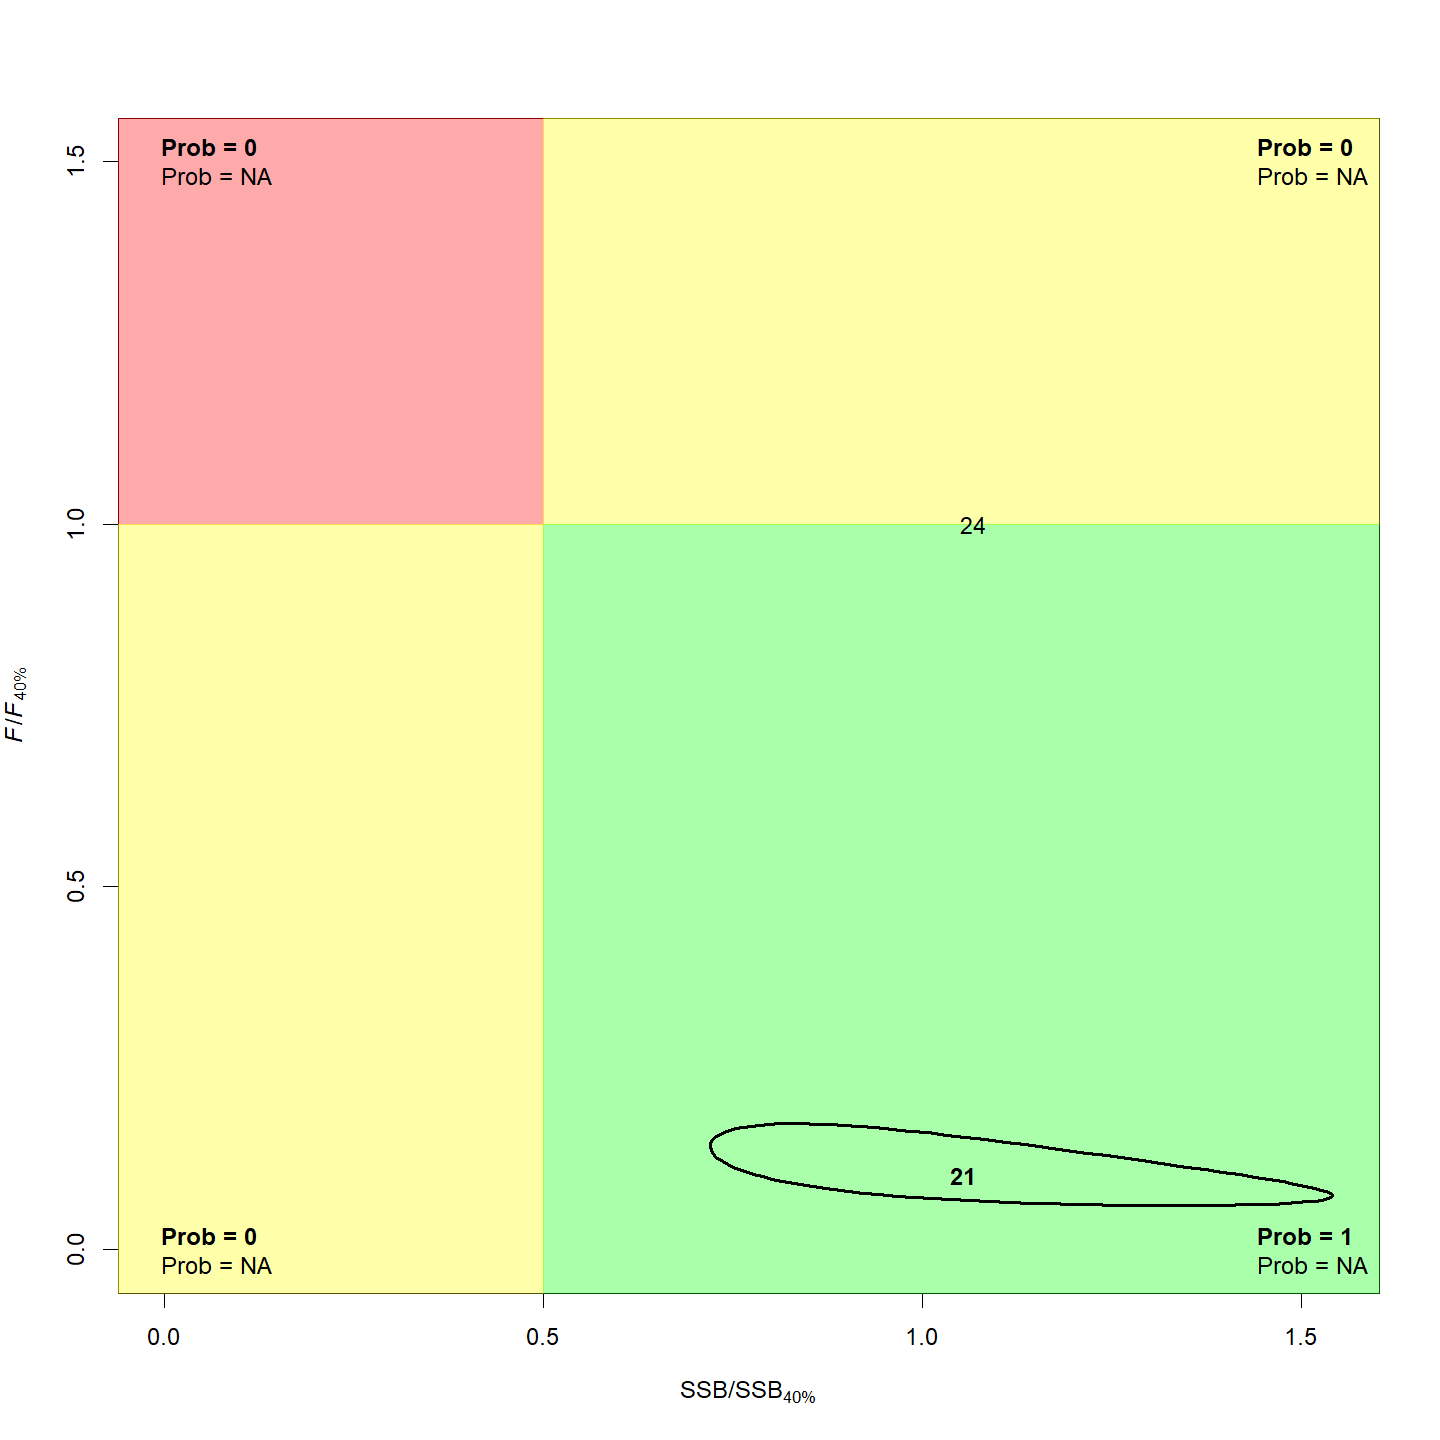 Prob = 0
Prob = NA
Prob = 0
Prob = NA
1.5
1.0
24
F/F40%
0.5
21
Prob = 0
Prob = NA
Prob = 1
Prob = NA
0.0
0.0
0.5
1.0
1.5
SSB/SSB40%